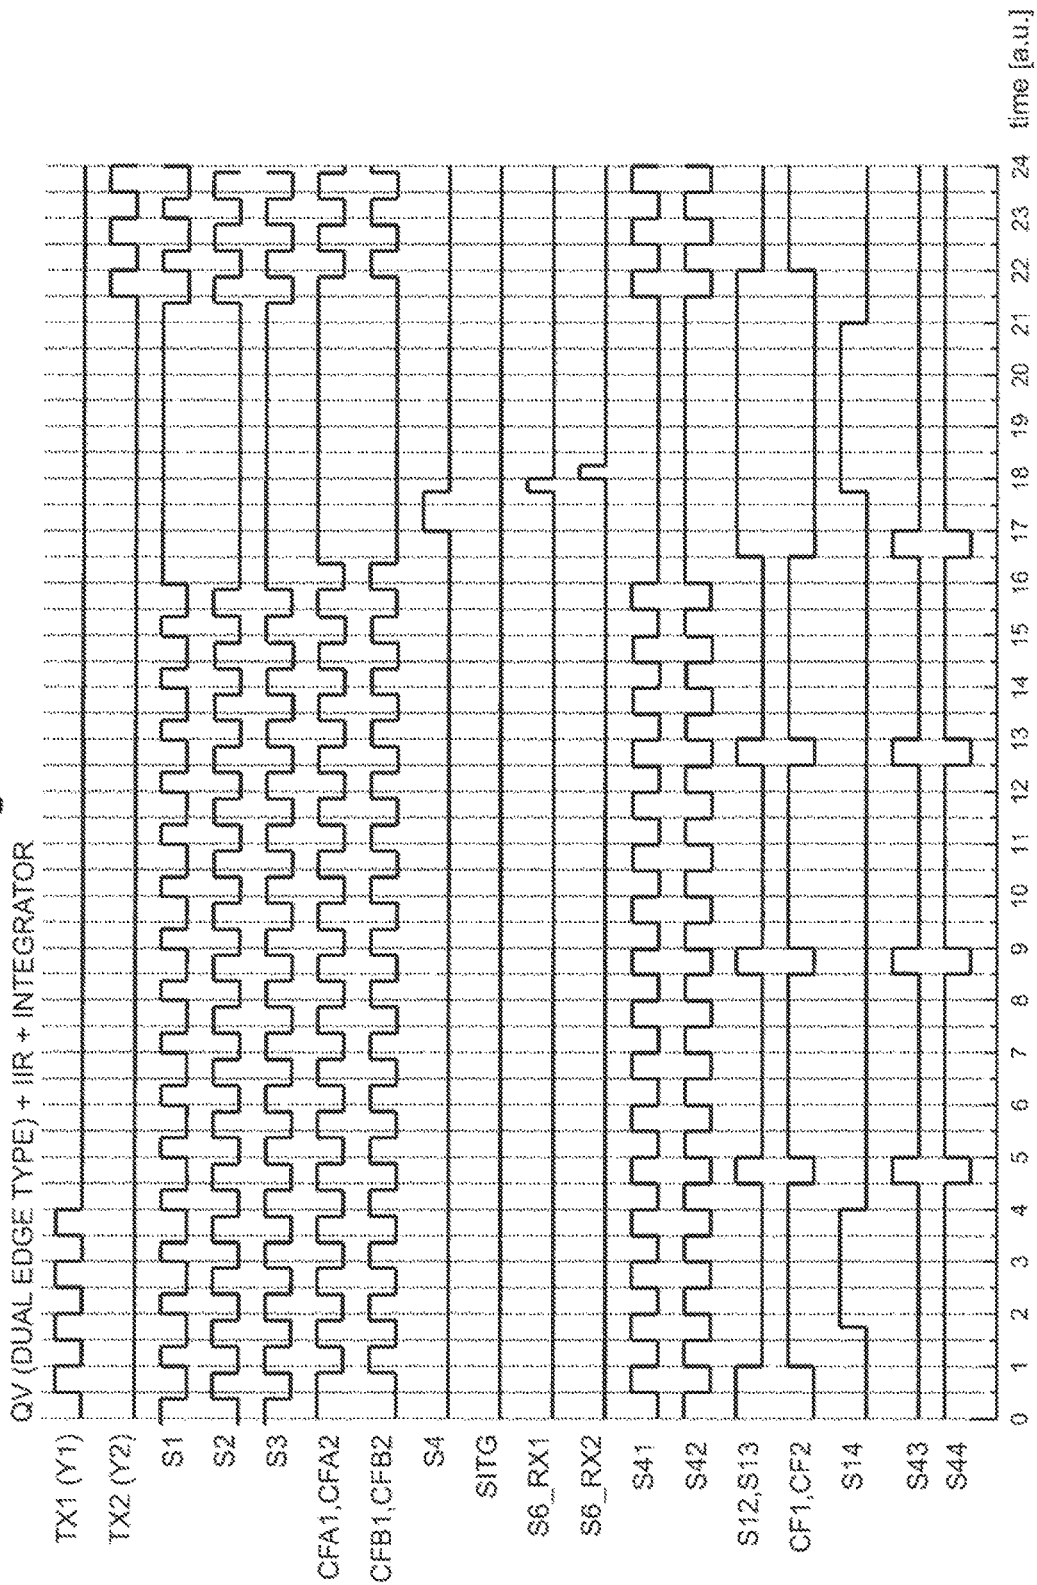 QV (DUAL EDGE TYPE) + IIR + INTEGRATOR
TX1 (Y1)
TX2 (Y2)
S1
S2
S3
CFA1,CFA2
CFB1,CFB2
S4
SITG
S6_RX1
S6_RX2
S41
S42
S12,S13
CF1,CF2
S14
S43
S44
0 1 2 3 4 5 6 7 8 9 10 11 12 13 14 15 16 17 18 19 20 21 22 23 24
time [a.u.]